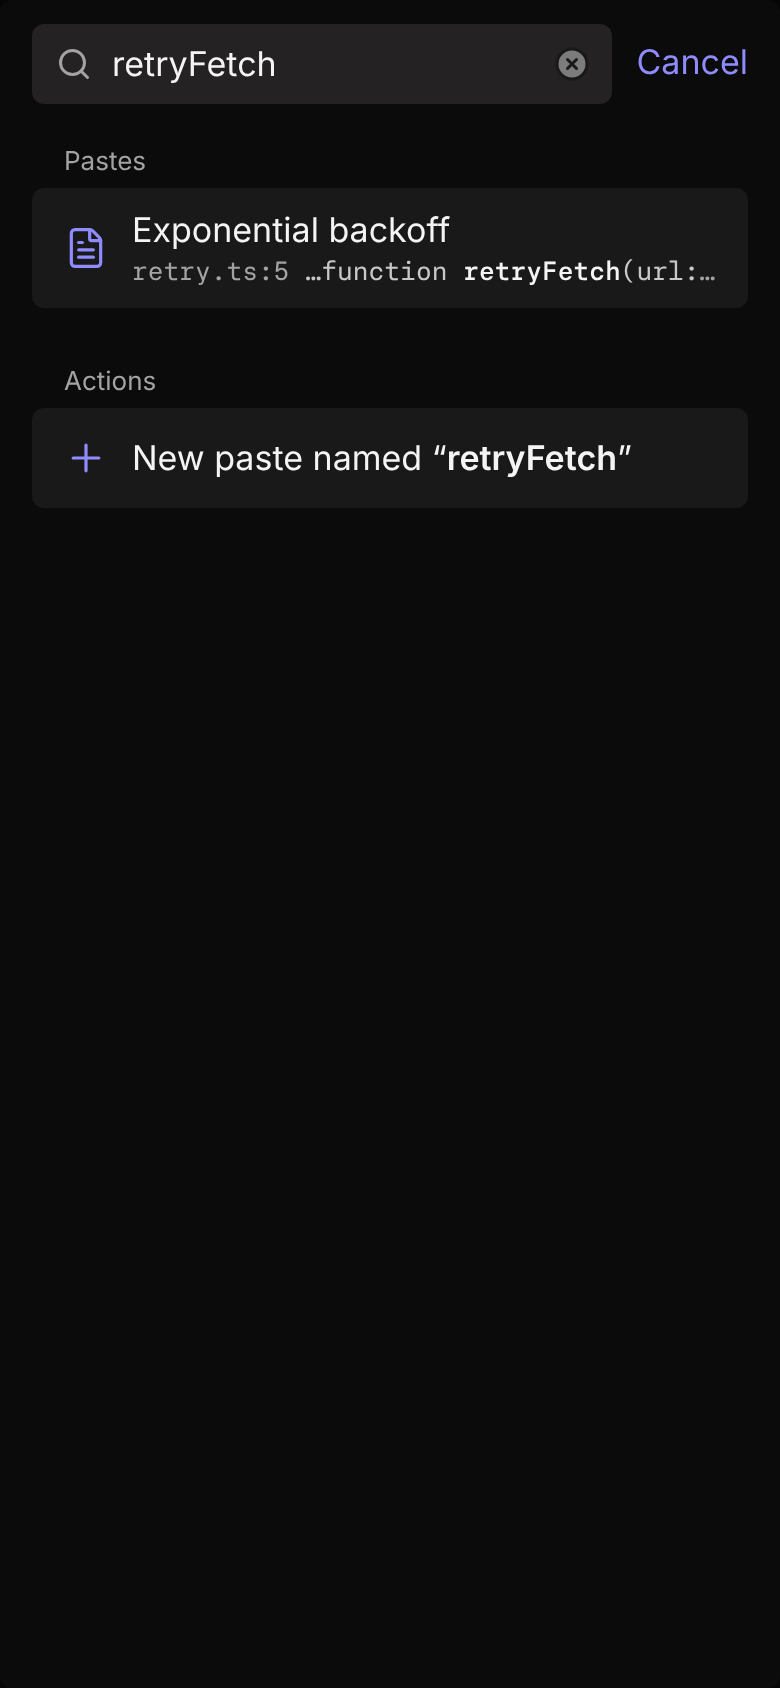 retryFetch
Cancel
Pastes
Exponential backoff
retry.ts:5 …function retryFetch(url:…
Actions
New paste named “retryFetch”